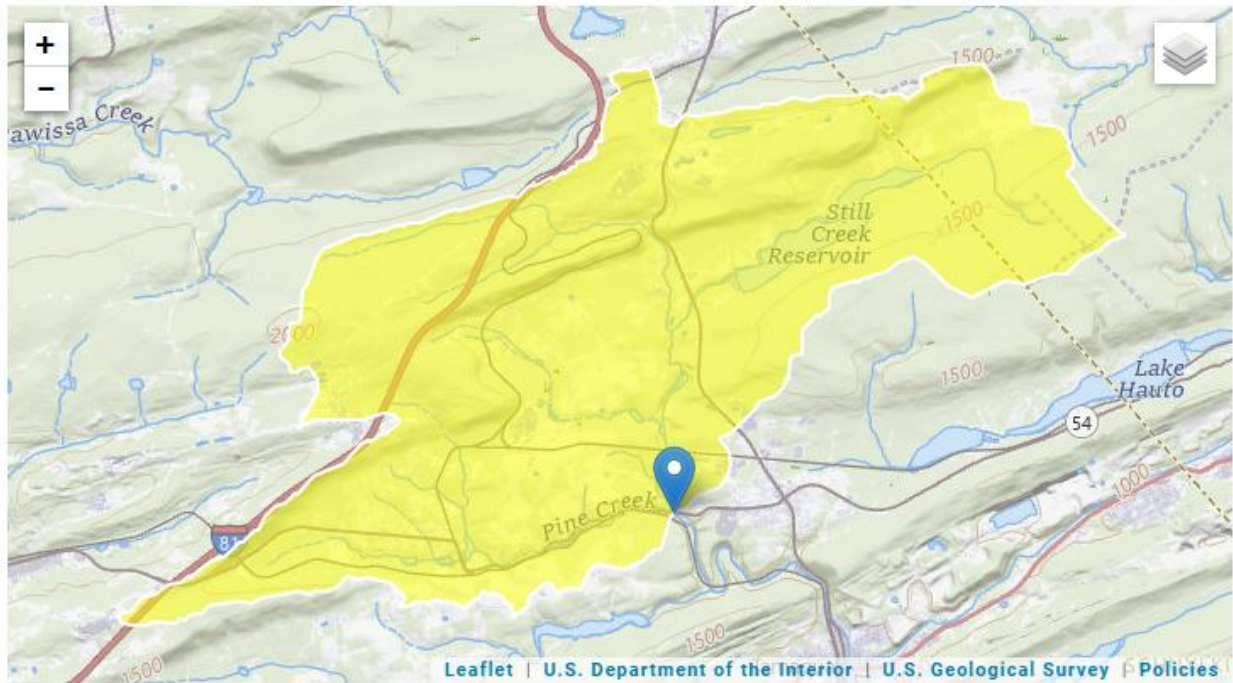 +
−
awissa Creek
1500
1500
Still
Creek
Reservoir
1500
2000
1500
Lake
Hauto
54
1000
Pine Creek
81
1500
1500
Leaflet | U.S. Department of the Interior | U.S. Geological Survey | Policies